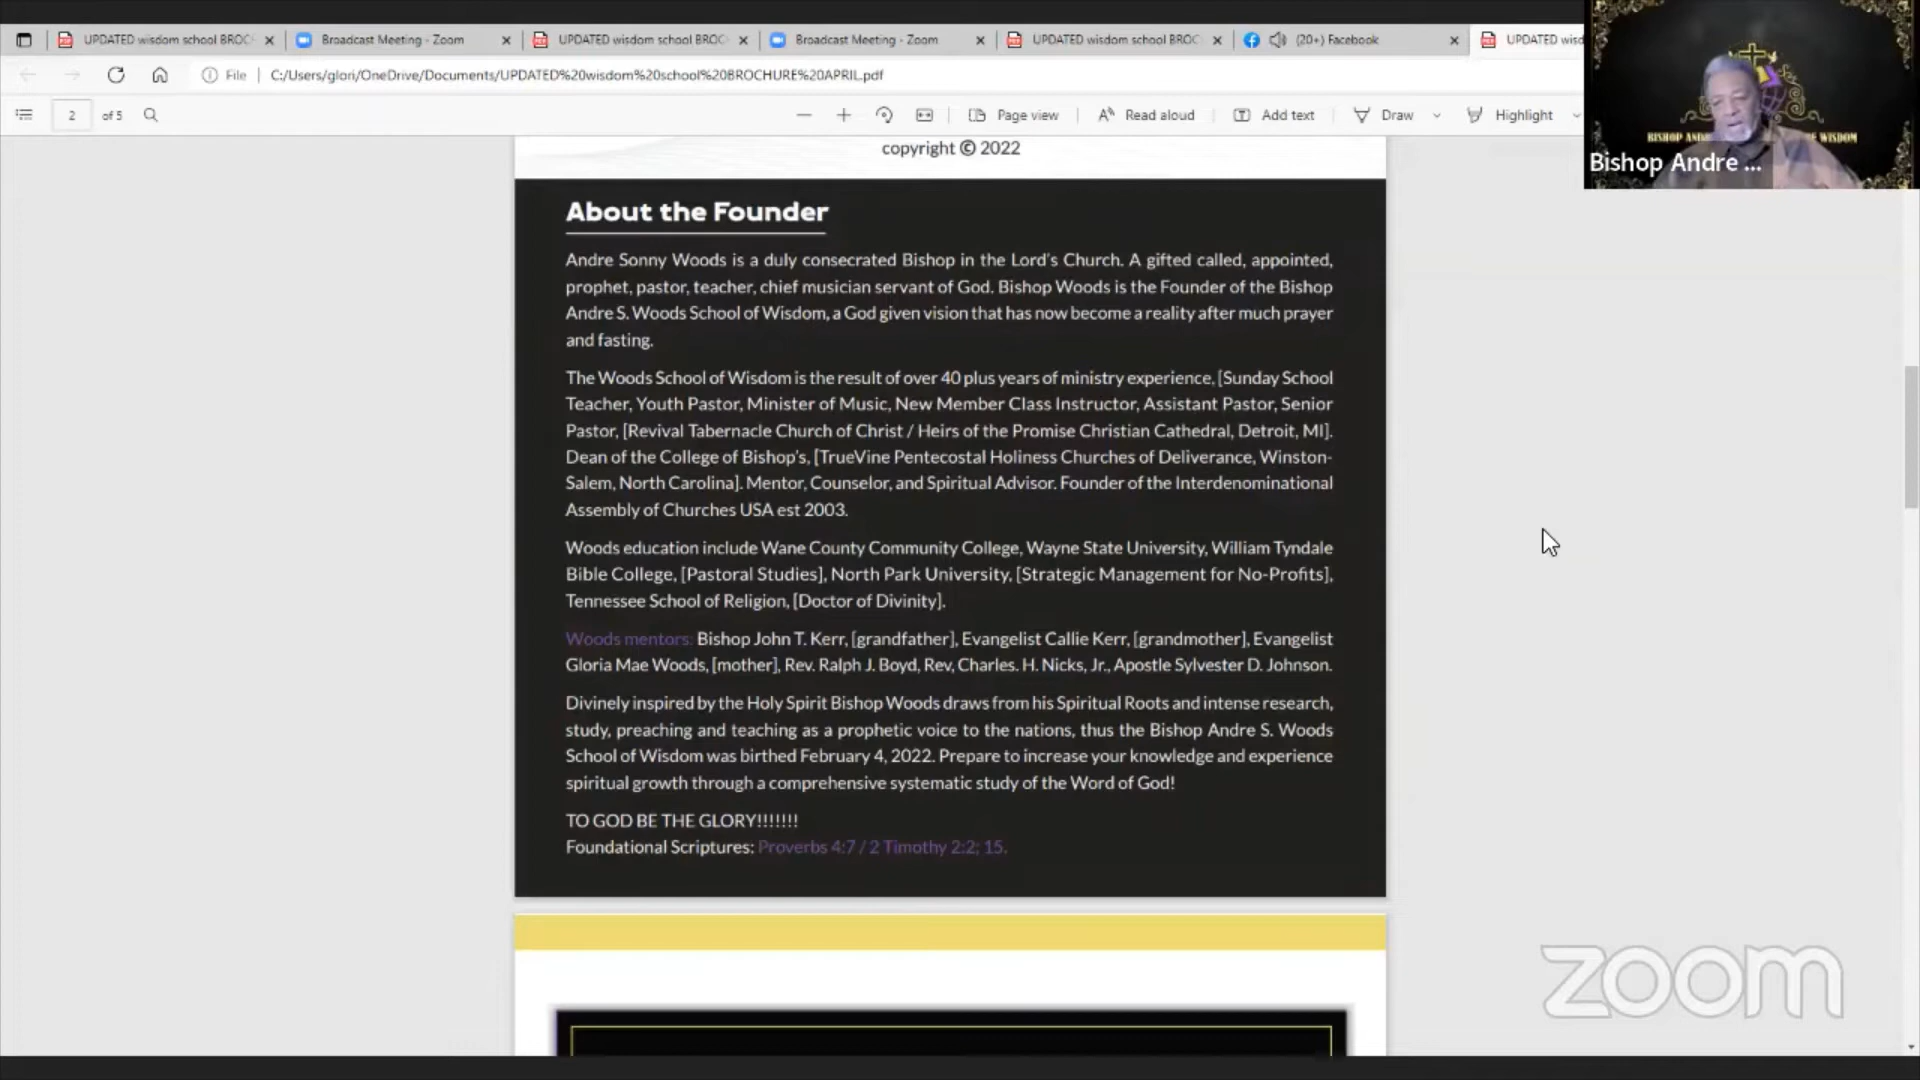 UPDATED wisdom school BROC
Broadcast Meeting - Zoom
UPDATED wisdom school BROC
Broadcast Meeting - Zoom
UPDATED wisdom school BROC
(20+) Facebook
UPDATED wisd
File
C:/Users/glori/OneDrive/Documents/UPDATED%20wisdom%20school%20BROCHURE%20APRIL.pdf
2 of 5
Page view
Read aloud
Add text
Draw
Highlight
BISHOP AND WISDOM
Bishop Andre ...
copyright © 2022
About the Founder
Andre Sonny Woods is a duly consecrated Bishop in the Lord's Church. A gifted called, appointed,
prophet, pastor, teacher, chief musician servant of God. Bishop Woods is the Founder of the Bishop
Andre S. Woods School of Wisdom, a God given vision that has now become a reality after much prayer
and fasting.
The Woods School of Wisdom is the result of over 40 plus years of ministry experience, [Sunday School
Teacher, Youth Pastor, Minister of Music, New Member Class Instructor, Assistant Pastor, Senior
Pastor, [Revival Tabernacle Church of Christ / Heirs of the Promise Christian Cathedral, Detroit, MI].
Dean of the College of Bishop's, [TrueVine Pentecostal Holiness Churches of Deliverance, Winston-
Salem, North Carolina]. Mentor, Counselor, and Spiritual Advisor. Founder of the Interdenominational
Assembly of Churches USA est 2003.
Woods education include Wane County Community College, Wayne State University, William Tyndale
Bible College, [Pastoral Studies], North Park University, [Strategic Management for No-Profits],
Tennessee School of Religion, [Doctor of Divinity].
Woods mentors: Bishop John T. Kerr, [grandfather], Evangelist Callie Kerr, [grandmother], Evangelist
Gloria Mae Woods, [mother], Rev. Ralph J. Boyd, Rev, Charles. H. Nicks, Jr., Apostle Sylvester D. Johnson.
Divinely inspired by the Holy Spirit Bishop Woods draws from his Spiritual Roots and intense research,
study, preaching and teaching as a prophetic voice to the nations, thus the Bishop Andre S. Woods
School of Wisdom was birthed February 4, 2022. Prepare to increase your knowledge and experience
spiritual growth through a comprehensive systematic study of the Word of God!
TO GOD BE THE GLORY!!!!!!!
Foundational Scriptures: Proverbs 4:7 / 2 Timothy 2:2; 15.
zoom